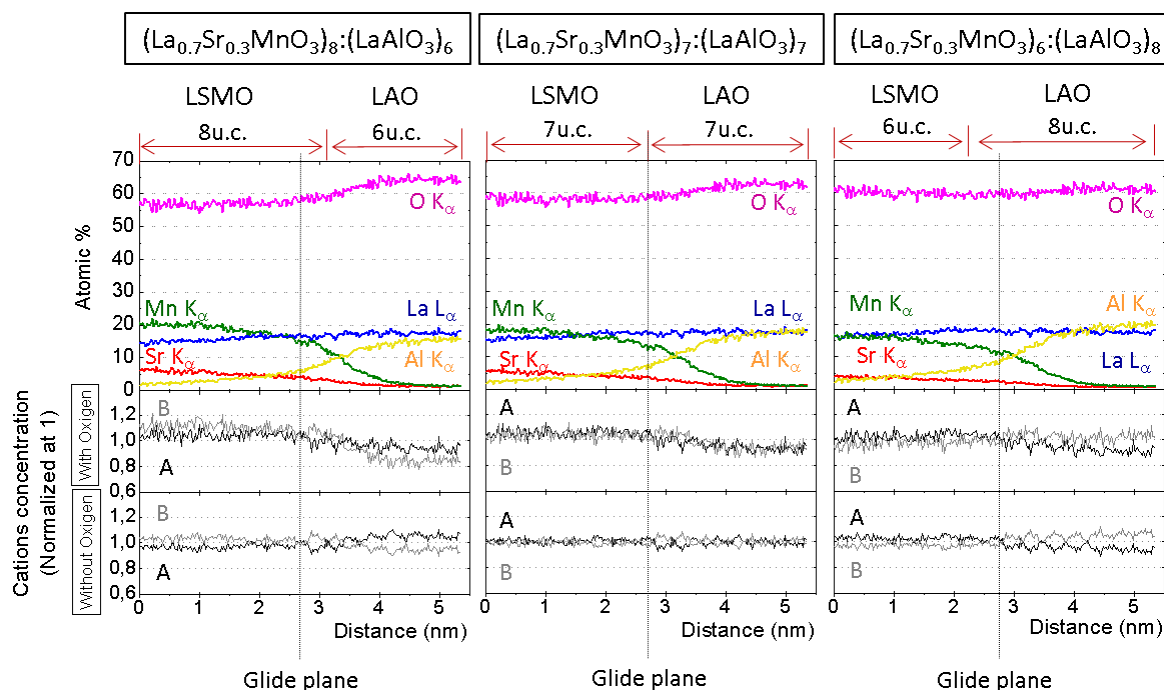 (La0.7Sr0.3MnO3)8:(LaAlO3)6
(La0.7Sr0.3MnO3)7:(LaAlO3)7
(La0.7Sr0.3MnO3)6:(LaAlO3)8
LSMO LAO
8u.c. 6u.c.
LSMO LAO
7u.c. 7u.c.
LSMO LAO
6u.c. 8u.c.
Atomic %
70
60
50
40
30
20
10
0
O Kα
Mn Kα
La Lα
Sr Kα
Al Kα
O Kα
Mn Kα
La Lα
Sr Kα
Al Kα
O Kα
Mn Kα
Al Kα
Sr Kα
La Lα
Cations concentration
(Normalized at 1)
With Oxigen
Without Oxigen
1,2
1,0
0,8
0,6
1,2
1,0
0,8
0,6
B
A
B
A
A
B
A
B
A
B
A
B
0 1 2 3 4 5
Distance (nm)
0 1 2 3 4 5
Distance (nm)
0 1 2 3 4 5
Distance (nm)
Glide plane
Glide plane
Glide plane